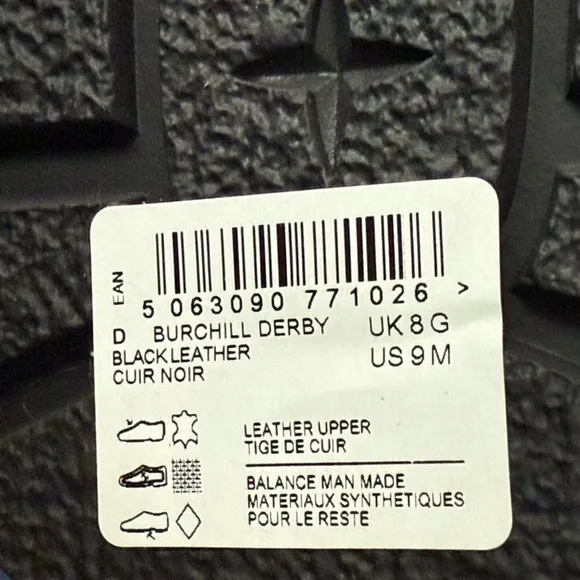 EAN
5 063090 771026 >
D BURCHILL DERBY UK 8 G
BLACK LEATHER US 9 M
CUIR NOIR
LEATHER UPPER
TIGE DE CUIR
BALANCE MAN MADE
MATERIAUX SYNTHETIQUES
POUR LE RESTE